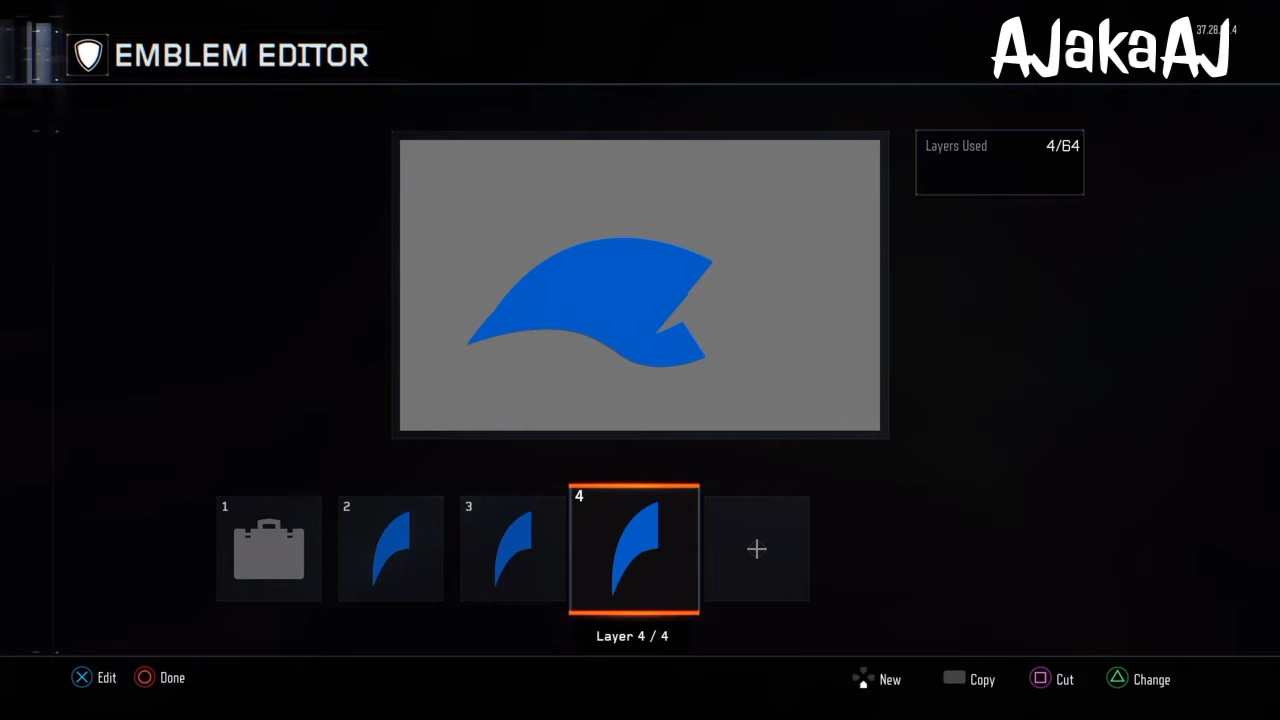 EMBLEM EDITOR
AJakaAJ
Layers Used 4/64
1
2
3
4
Layer 4 / 4
Edit
Done
New
Copy
Cut
Change